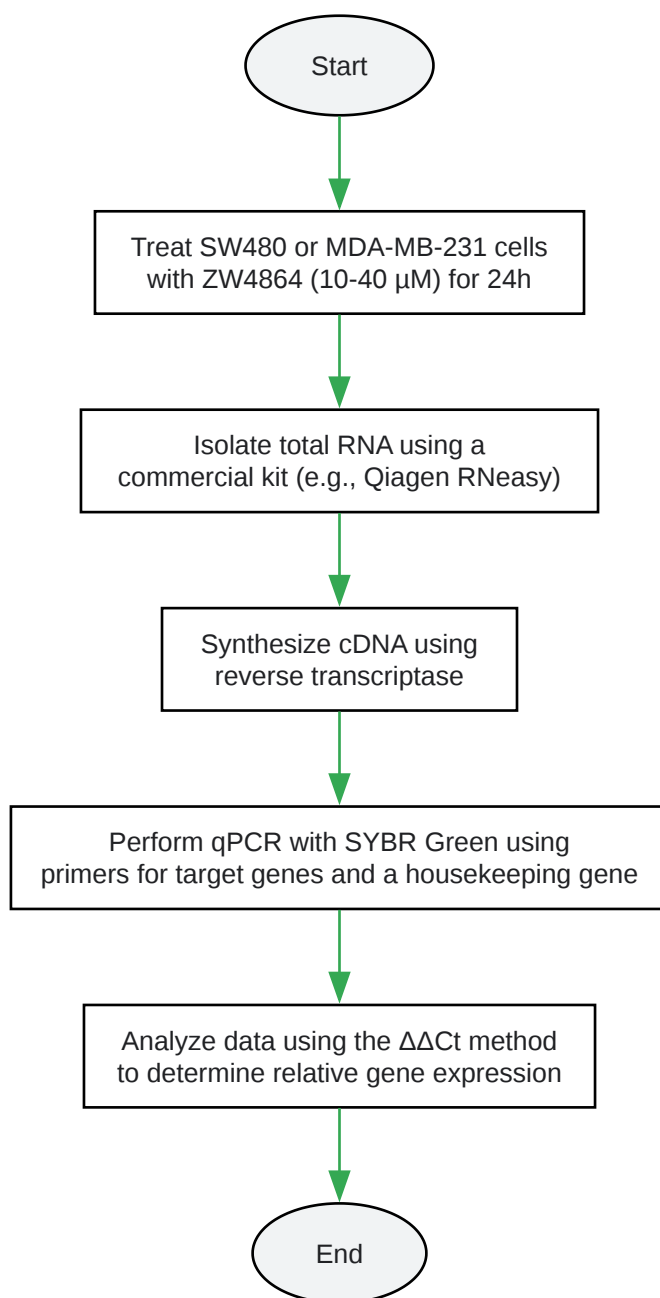 Start
Treat SW480 or MDA-MB-231 cells
with ZW4864 (10-40 µM) for 24h
Isolate total RNA using a
commercial kit (e.g., Qiagen RNeasy)
Synthesize cDNA using
reverse transcriptase
Perform qPCR with SYBR Green using
primers for target genes and a housekeeping gene
Analyze data using the ΔΔCt method
to determine relative gene expression
End